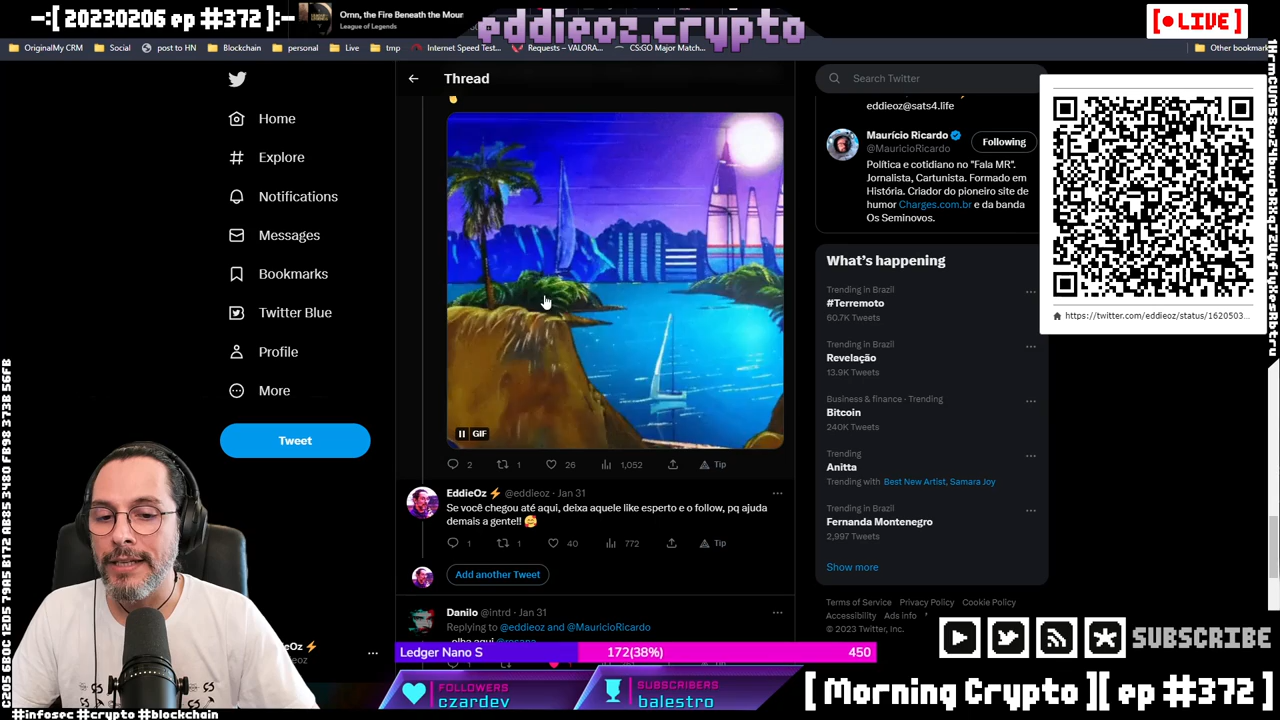 -:[ 20230206 ep #372 ]:-
Ornn, the Fire Beneath the Moun
League of Legends
eddieoz.crypto
[ LIVE ]
OriginalMy CRM
Social
post to HN
Blockchain
personal
Live
tmp
Internet Speed Test...
Requests – VALORA...
CS:GO Major Match...
Other bookmark
Home
Explore
Notifications
Messages
Bookmarks
Twitter Blue
Profile
More
Tweet
Thread
GIF
2
1
26
1,052
Tip
EddieOz ⚡ @eddieoz · Jan 31
Se você chegou até aqui, deixa aquele like esperto e o follow, pq ajuda
demais a gente!! 🥰
1
1
40
772
Tip
Add another Tweet
Danilo @intrd · Jan 31
Replying to @eddieoz and @MauricioRicardo
Search Twitter
eddieoz@sats4.life
Maurício Ricardo
@MauricioRicardo
Following
Política e cotidiano no "Fala MR".
Jornalista, Cartunista. Formado em
História. Criador do pioneiro site de
humor Charges.com.br e da banda
Os Seminovos.
What's happening
Trending in Brazil
#Terremoto
60.7K Tweets
Trending in Brazil
Revelação
13.9K Tweets
Business & finance · Trending
Bitcoin
240K Tweets
Trending
Anitta
Trending with Best New Artist, Samara Joy
Trending in Brazil
Fernanda Montenegro
2,997 Tweets
Show more
Terms of Service Privacy Policy Cookie Policy
Accessibility Ads info
© 2023 Twitter, Inc.
https://twitter.com/eddieoz/status/1620503...
Ledger Nano S
172(38%)
450
FOLLOWERS
czardev
SUBSCRIBERS
balestro
SUBSCRIBE
[ Morning Crypto ][ ep #372 ]
#infosec #crypto #blockchain